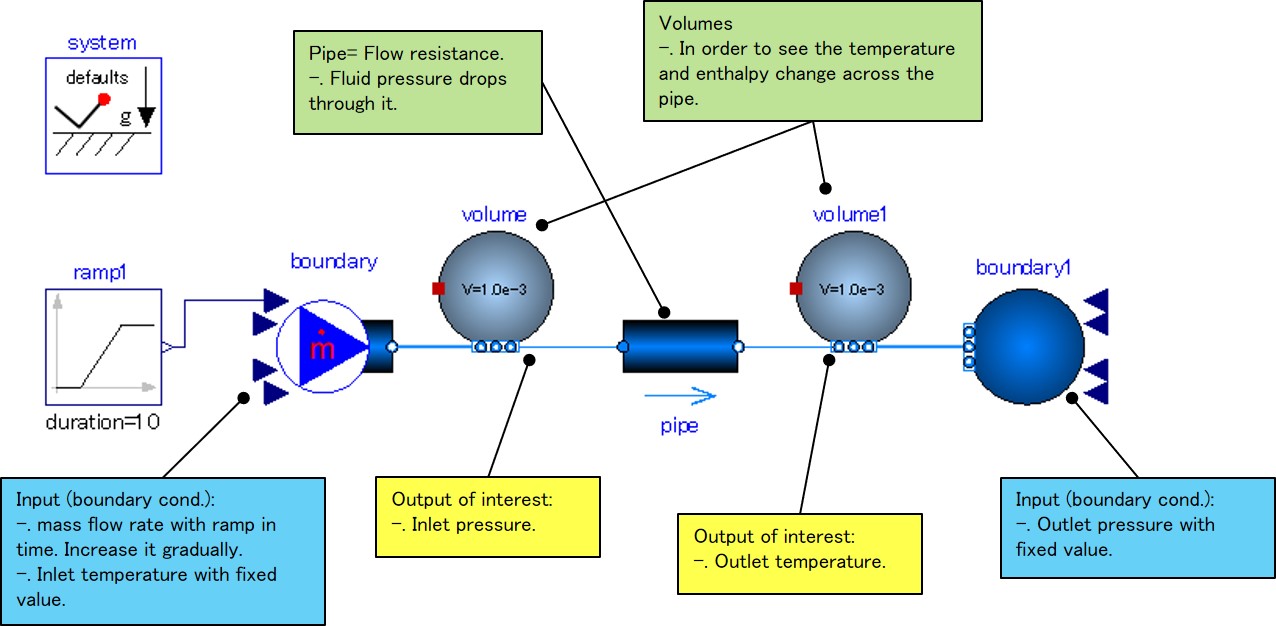 Volumes
-. In order to see the temperature
and enthalpy change across the
pipe.
Pipe= Flow resistance.
-. Fluid pressure drops
through it.
system
defaults
g
volume
volume1
boundary
boundary1
ramp1
V=1.0e-3
V=1.0e-3
ṁ
duration=10
pipe
Input (boundary cond.):
-. mass flow rate with ramp in
time. Increase it gradually.
-. Inlet temperature with fixed
value.
Output of interest:
-. Inlet pressure.
Output of interest:
-. Outlet temperature.
Input (boundary cond.):
-. Outlet pressure with
fixed value.